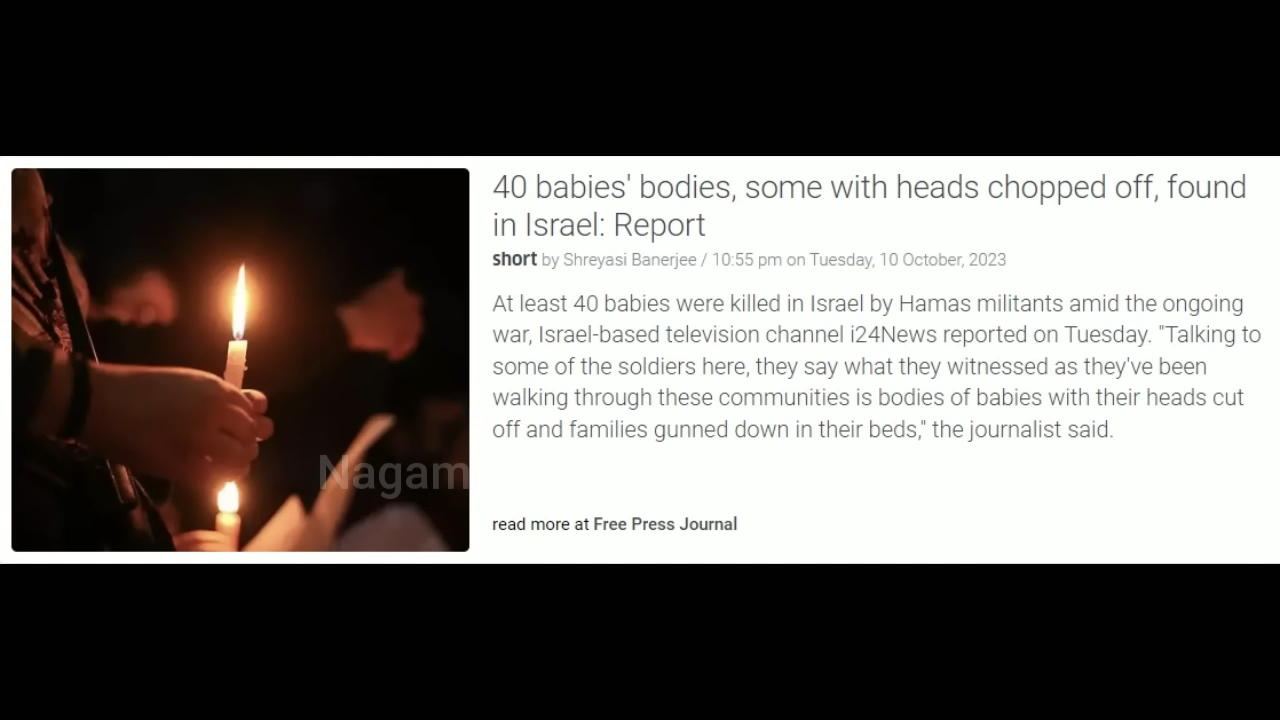 40 babies' bodies, some with heads chopped off, found
in Israel: Report
short by Shreyasi Banerjee / 10:55 pm on Tuesday, 10 October, 2023
At least 40 babies were killed in Israel by Hamas militants amid the ongoing
war, Israel-based television channel i24News reported on Tuesday. "Talking to
some of the soldiers here, they say what they witnessed as they've been
walking through these communities is bodies of babies with their heads cut
off and families gunned down in their beds," the journalist said.
Nagam
read more at Free Press Journal